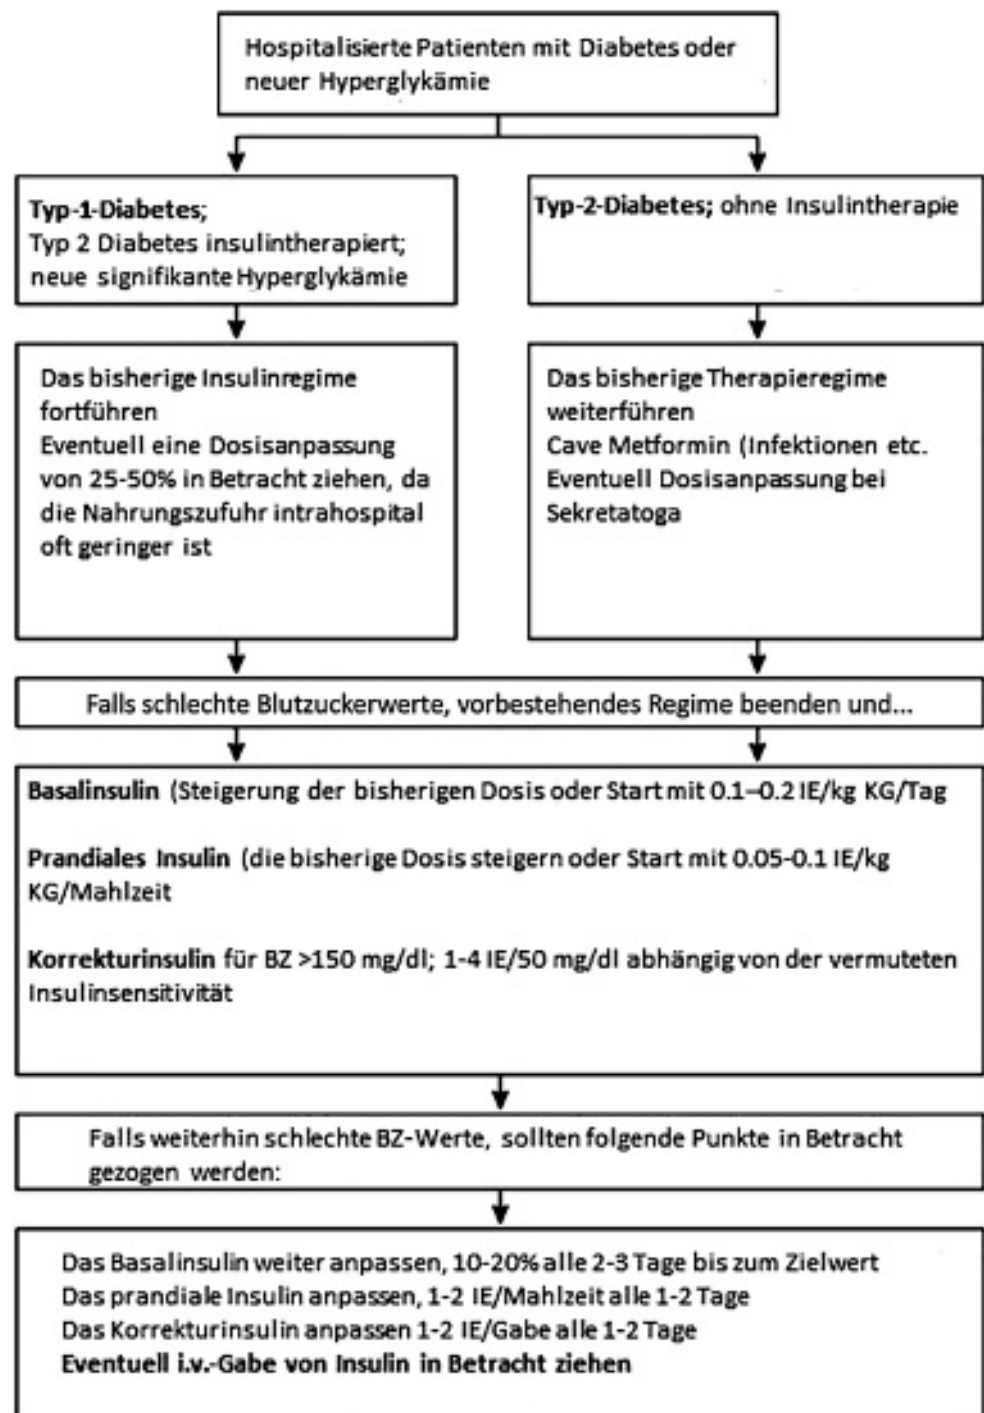 Hospitalisierte Patienten mit Diabetes oder
neuer Hyperglykämie
Typ-1-Diabetes;
Typ 2 Diabetes insulintherapiert;
neue signifikante Hyperglykämie
Typ-2-Diabetes; ohne Insulintherapie
Das bisherige Insulinregime
fortführen
Eventuell eine Dosisanpassung
von 25-50% in Betracht ziehen, da
die Nahrungszufuhr intrahospital
oft geringer ist
Das bisherige Therapieregime
weiterführen
Cave Metformin (Infektionen etc.
Eventuell Dosisanpassung bei
Sekretatoga
Falls schlechte Blutzuckerwerte, vorbestehendes Regime beenden und...
Basalinsulin (Steigerung der bisherigen Dosis oder Start mit 0.1–0.2 IE/kg KG/Tag
Prandiales Insulin (die bisherige Dosis steigern oder Start mit 0.05-0.1 IE/kg
KG/Mahlzeit
Korrekturinsulin für BZ >150 mg/dl; 1-4 IE/50 mg/dl abhängig von der vermuteten
Insulinsensitivität
Falls weiterhin schlechte BZ-Werte, sollten folgende Punkte in Betracht
gezogen werden:
Das Basalinsulin weiter anpassen, 10-20% alle 2-3 Tage bis zum Zielwert
Das prandiale Insulin anpassen, 1-2 IE/Mahlzeit alle 1-2 Tage
Das Korrekturinsulin anpassen 1-2 IE/Gabe alle 1-2 Tage
Eventuell i.v.-Gabe von Insulin in Betracht ziehen